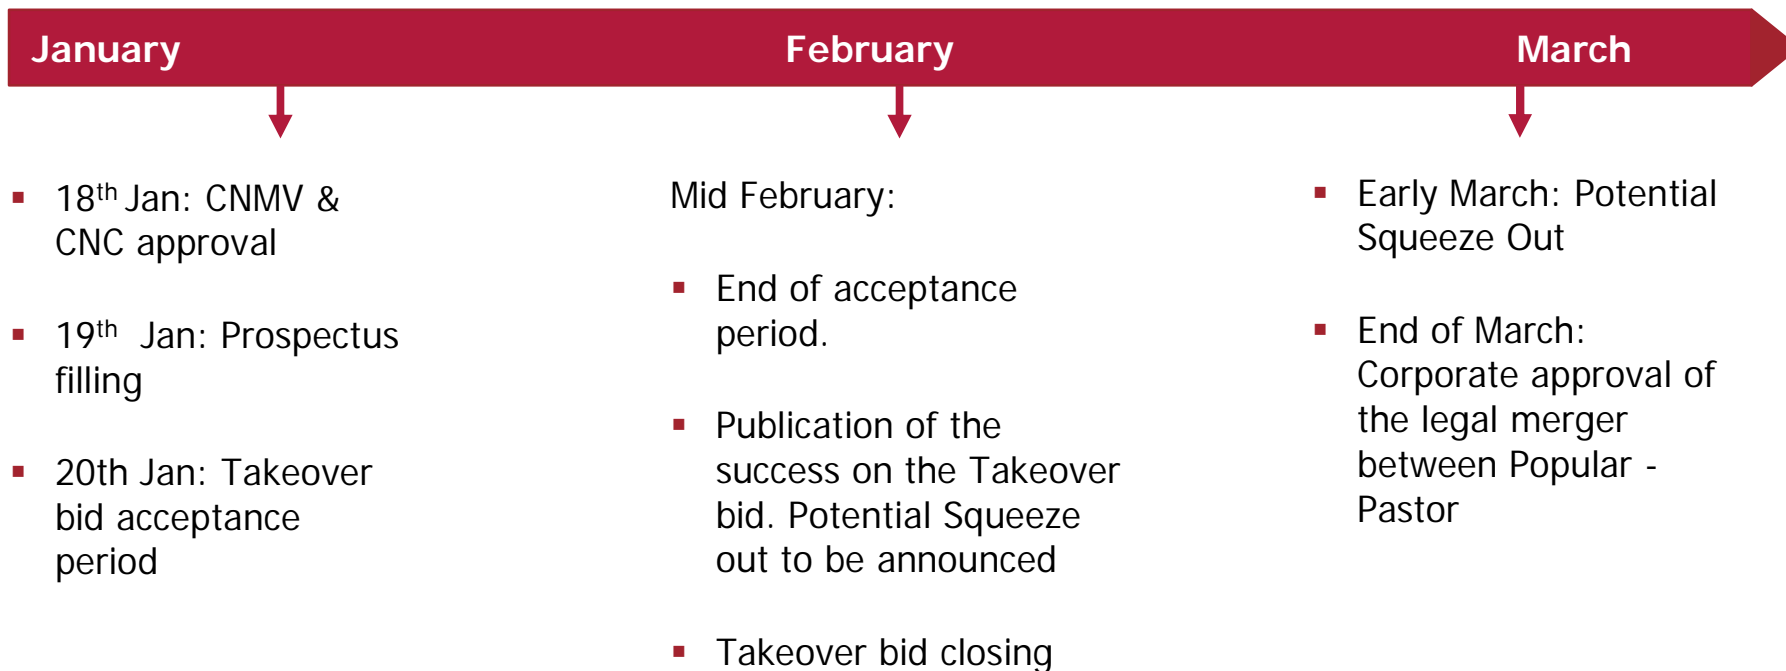 January
February
March
▪ 18th Jan: CNMV &
CNC approval
▪ 19th Jan: Prospectus
filling
▪ 20th Jan: Takeover
bid acceptance
period
Mid February:
▪ End of acceptance
period.
▪ Publication of the
success on the Takeover
bid. Potential Squeeze
out to be announced
▪ Takeover bid closing
▪ Early March: Potential
Squeeze Out
▪ End of March:
Corporate approval of
the legal merger
between Popular -
Pastor